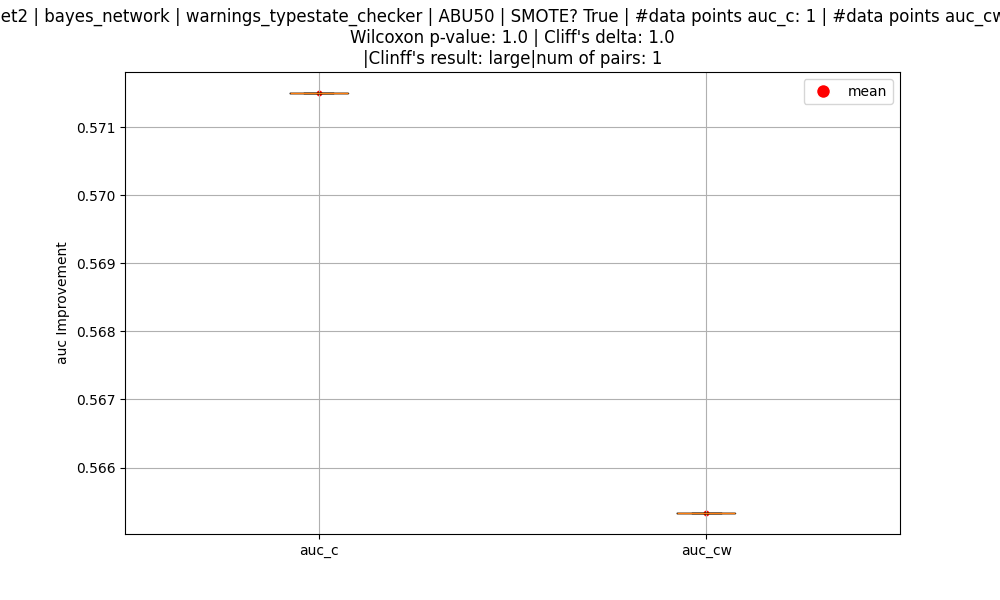 et2 | bayes_network | warnings_typestate_checker | ABU50 | SMOTE? True | #data points auc_c: 1 | #data points auc_cw
Wilcoxon p-value: 1.0 | Cliff's delta: 1.0
|Clinff's result: large|num of pairs: 1
mean
0.571
0.570
0.569
0.568
0.567
0.566
auc Improvement
auc_c
auc_cw